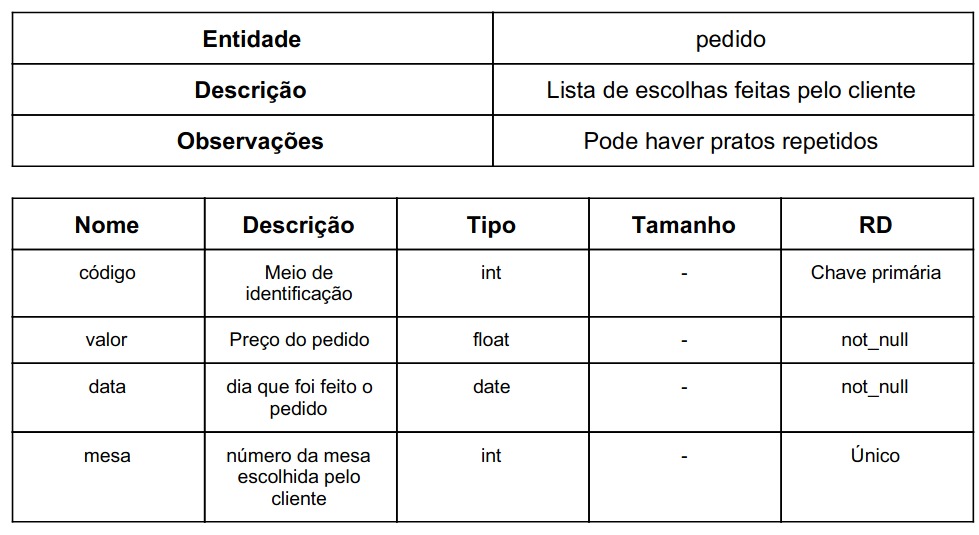 Entidade pedido
Descrição Lista de escolhas feitas pelo cliente
Observações Pode haver pratos repetidos
Nome Descrição Tipo Tamanho RD
código Meio de identificação int - Chave primária
valor Preço do pedido float - not_null
data dia que foi feito o pedido date - not_null
mesa número da mesa escolhida pelo cliente int - Único